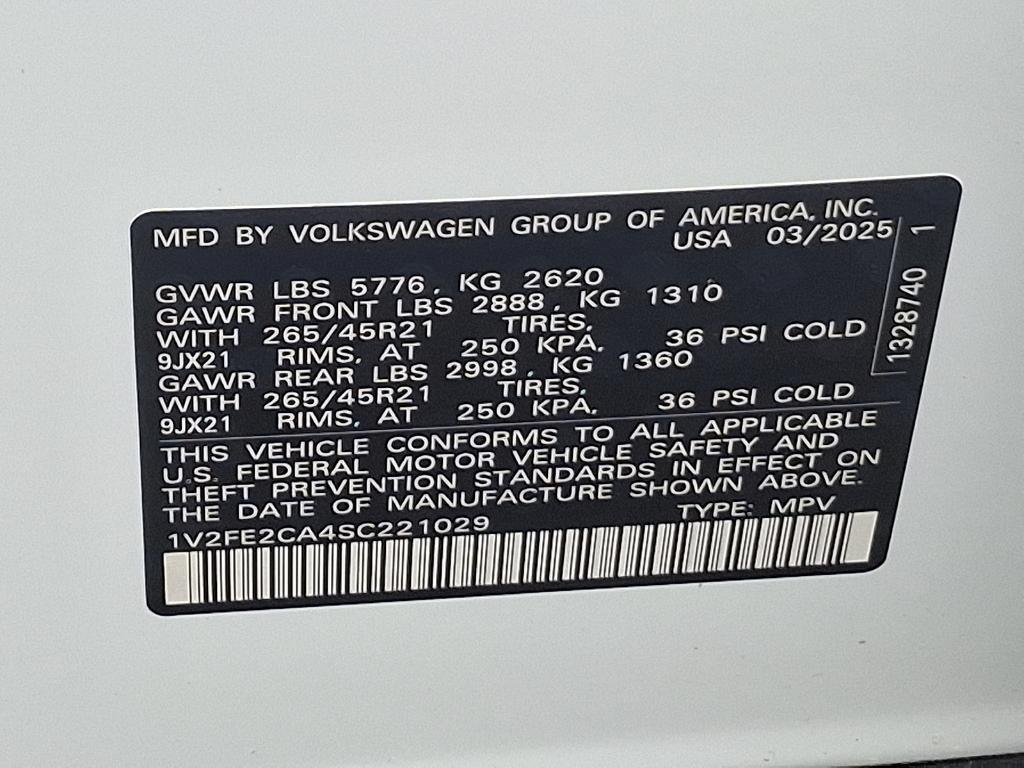 MFD BY VOLKSWAGEN GROUP OF AMERICA, INC.
USA 03/2025
GVWR LBS 5776, KG 2620
GAWR FRONT LBS 2888, KG 1310
WITH 265/45R21 TIRES,
9JX21 RIMS, AT 250 KPA, 36 PSI COLD
GAWR REAR LBS 2998, KG 1360
WITH 265/45R21 TIRES,
9JX21 RIMS, AT 250 KPA, 36 PSI COLD
THIS VEHICLE CONFORMS TO ALL APPLICABLE
U.S. FEDERAL MOTOR VEHICLE SAFETY AND
THEFT PREVENTION STANDARDS IN EFFECT ON
THE DATE OF MANUFACTURE SHOWN ABOVE.
1V2FE2CA4SC221029 TYPE: MPV
1328740 1